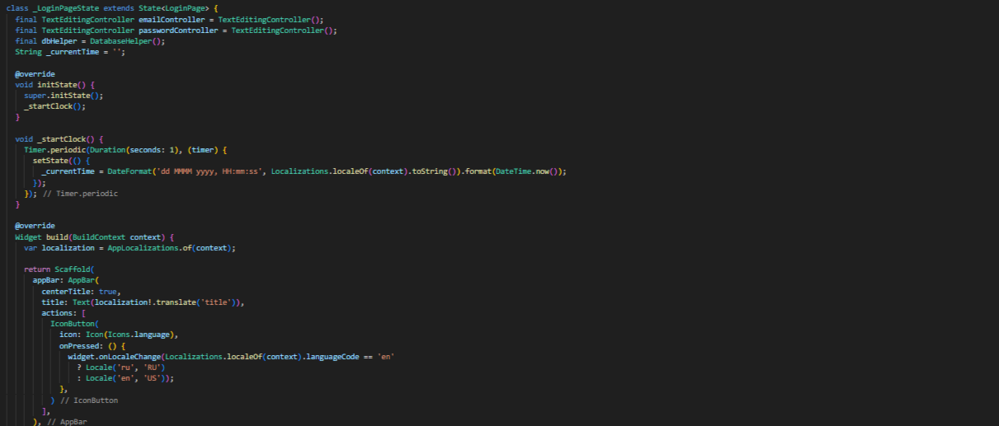 class _LoginPageState extends State<LoginPage> {
  final TextEditingController emailController = TextEditingController();
  final TextEditingController passwordController = TextEditingController();
  final dbHelper = DatabaseHelper();
  String _currentTime = '';

  @override
  void initState() {
    super.initState();
    _startClock();
  }

  void _startClock() {
    Timer.periodic(Duration(seconds: 1), (timer) {
      setState(() {
        _currentTime = DateFormat('dd MMMM yyyy, HH:mm:ss', Localizations.localeOf(context).toString()).format(DateTime.now());
      });
    }); // Timer.periodic
  }

  @override
  Widget build(BuildContext context) {
    var localization = AppLocalizations.of(context);

    return Scaffold(
      appBar: AppBar(
        centerTitle: true,
        title: Text(localization!.translate('title')),
        actions: [
          IconButton(
            icon: Icon(Icons.language),
            onPressed: () {
              widget.onLocaleChange(Localizations.localeOf(context).languageCode == 'en'
                ? Locale('ru', 'RU')
                : Locale('en', 'US'));
            },
          ) // IconButton
        ],
      ), // AppBar